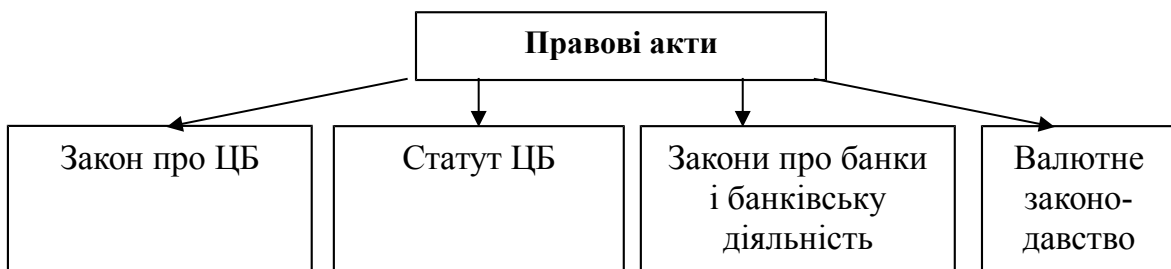 Правові акти
Закон про ЦБ
Статут ЦБ
Закони про банки
і банківську
діяльність
Валютне
законо-
давство